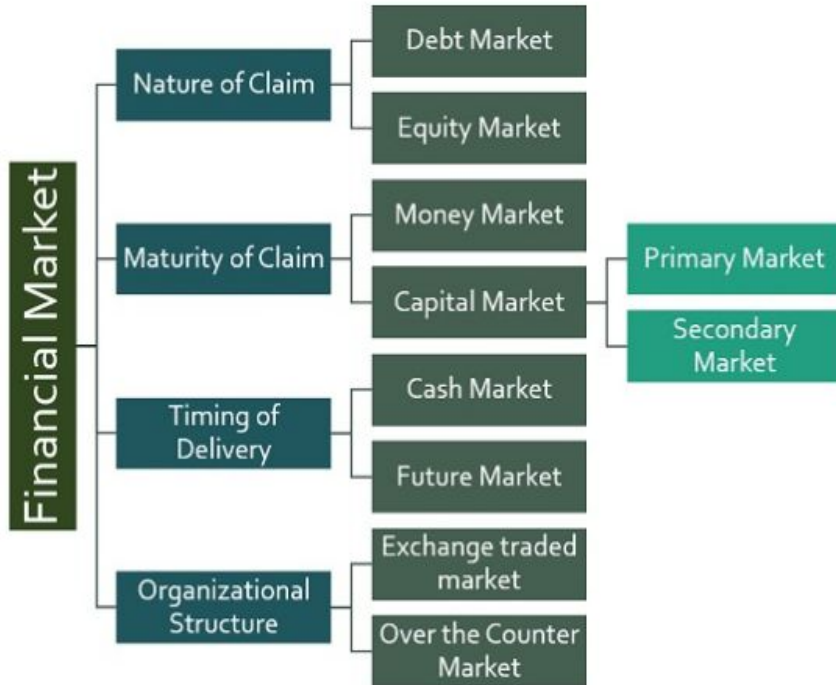 Financial Market
Nature of Claim
Debt Market
Equity Market
Maturity of Claim
Money Market
Capital Market
Primary Market
Secondary
Market
Timing of
Delivery
Cash Market
Future Market
Organizational
Structure
Exchange traded
market
Over the Counter
Market